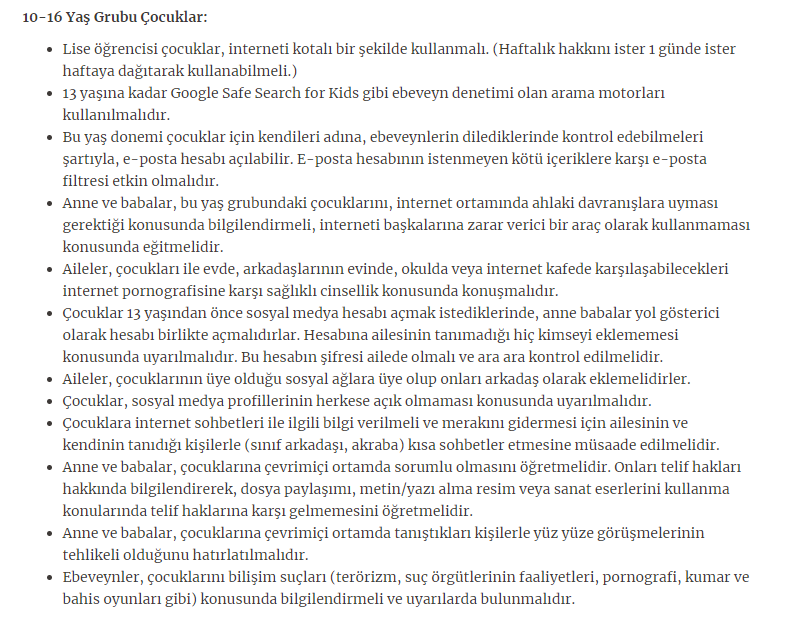 10-16 Yaş Grubu Çocuklar:
• Lise öğrencisi çocuklar, interneti kotalı bir şekilde kullanmalı. (Haftalık hakkını ister 1 günde ister
haftaya dağıtarak kullanabilmeli.)
• 13 yaşına kadar Google Safe Search for Kids gibi ebeveyn denetimi olan arama motorları
kullanılmalıdır.
• Bu yaş donemi çocuklar için kendileri adına, ebeveynlerin dilediklerinde kontrol edebilmeleri
şartıyla, e-posta hesabı açılabilir. E-posta hesabının istenmeyen kötü içeriklere karşı e-posta
filtresi etkin olmalıdır.
• Anne ve babalar, bu yaş grubundaki çocuklarını, internet ortamında ahlaki davranışlara uyması
gerektiği konusunda bilgilendirmeli, interneti başkalarına zarar verici bir araç olarak kullanmaması
konusunda eğitmelidir.
• Aileler, çocukları ile evde, arkadaşlarının evinde, okulda veya internet kafede karşılaşabilecekleri
internet pornografisine karşı sağlıklı cinsellik konusunda konuşmalıdır.
• Çocuklar 13 yaşından önce sosyal medya hesabı açmak istediklerinde, anne babalar yol gösterici
olarak hesabı birlikte açmalıdırlar. Hesabına ailesinin tanımadığı hiç kimseyi eklememesi
konusunda uyarılmalıdır. Bu hesabın şifresi ailede olmalı ve ara ara kontrol edilmelidir.
• Aileler, çocuklarının üye olduğu sosyal ağlara üye olup onları arkadaş olarak eklemelidirler.
• Çocuklar, sosyal medya profillerinin herkese açık olmaması konusunda uyarılmalıdır.
• Çocuklara internet sohbetleri ile ilgili bilgi verilmeli ve merakını gidermesi için ailesinin ve
kendinin tanıdığı kişilerle (sınıf arkadaşı, akraba) kısa sohbetler etmesine müsaade edilmelidir.
• Anne ve babalar, çocuklarına çevrimiçi ortamda sorumlu olmasını öğretmelidir. Onları telif hakları
hakkında bilgilendirerek, dosya paylaşımı, metin/yazı alma resim veya sanat eserlerini kullanma
konularında telif haklarına karşı gelmemesini öğretmelidir.
• Anne ve babalar, çocuklarına çevrimiçi ortamda tanıştıkları kişilerle yüz yüze görüşmelerinin
tehlikeli olduğunu hatırlatılmalıdır.
• Ebeveynler, çocuklarını bilişim suçları (terörizm, suç örgütlerinin faaliyetleri, pornografi, kumar ve
bahis oyunları gibi) konusunda bilgilendirmeli ve uyarılarda bulunmalıdır.